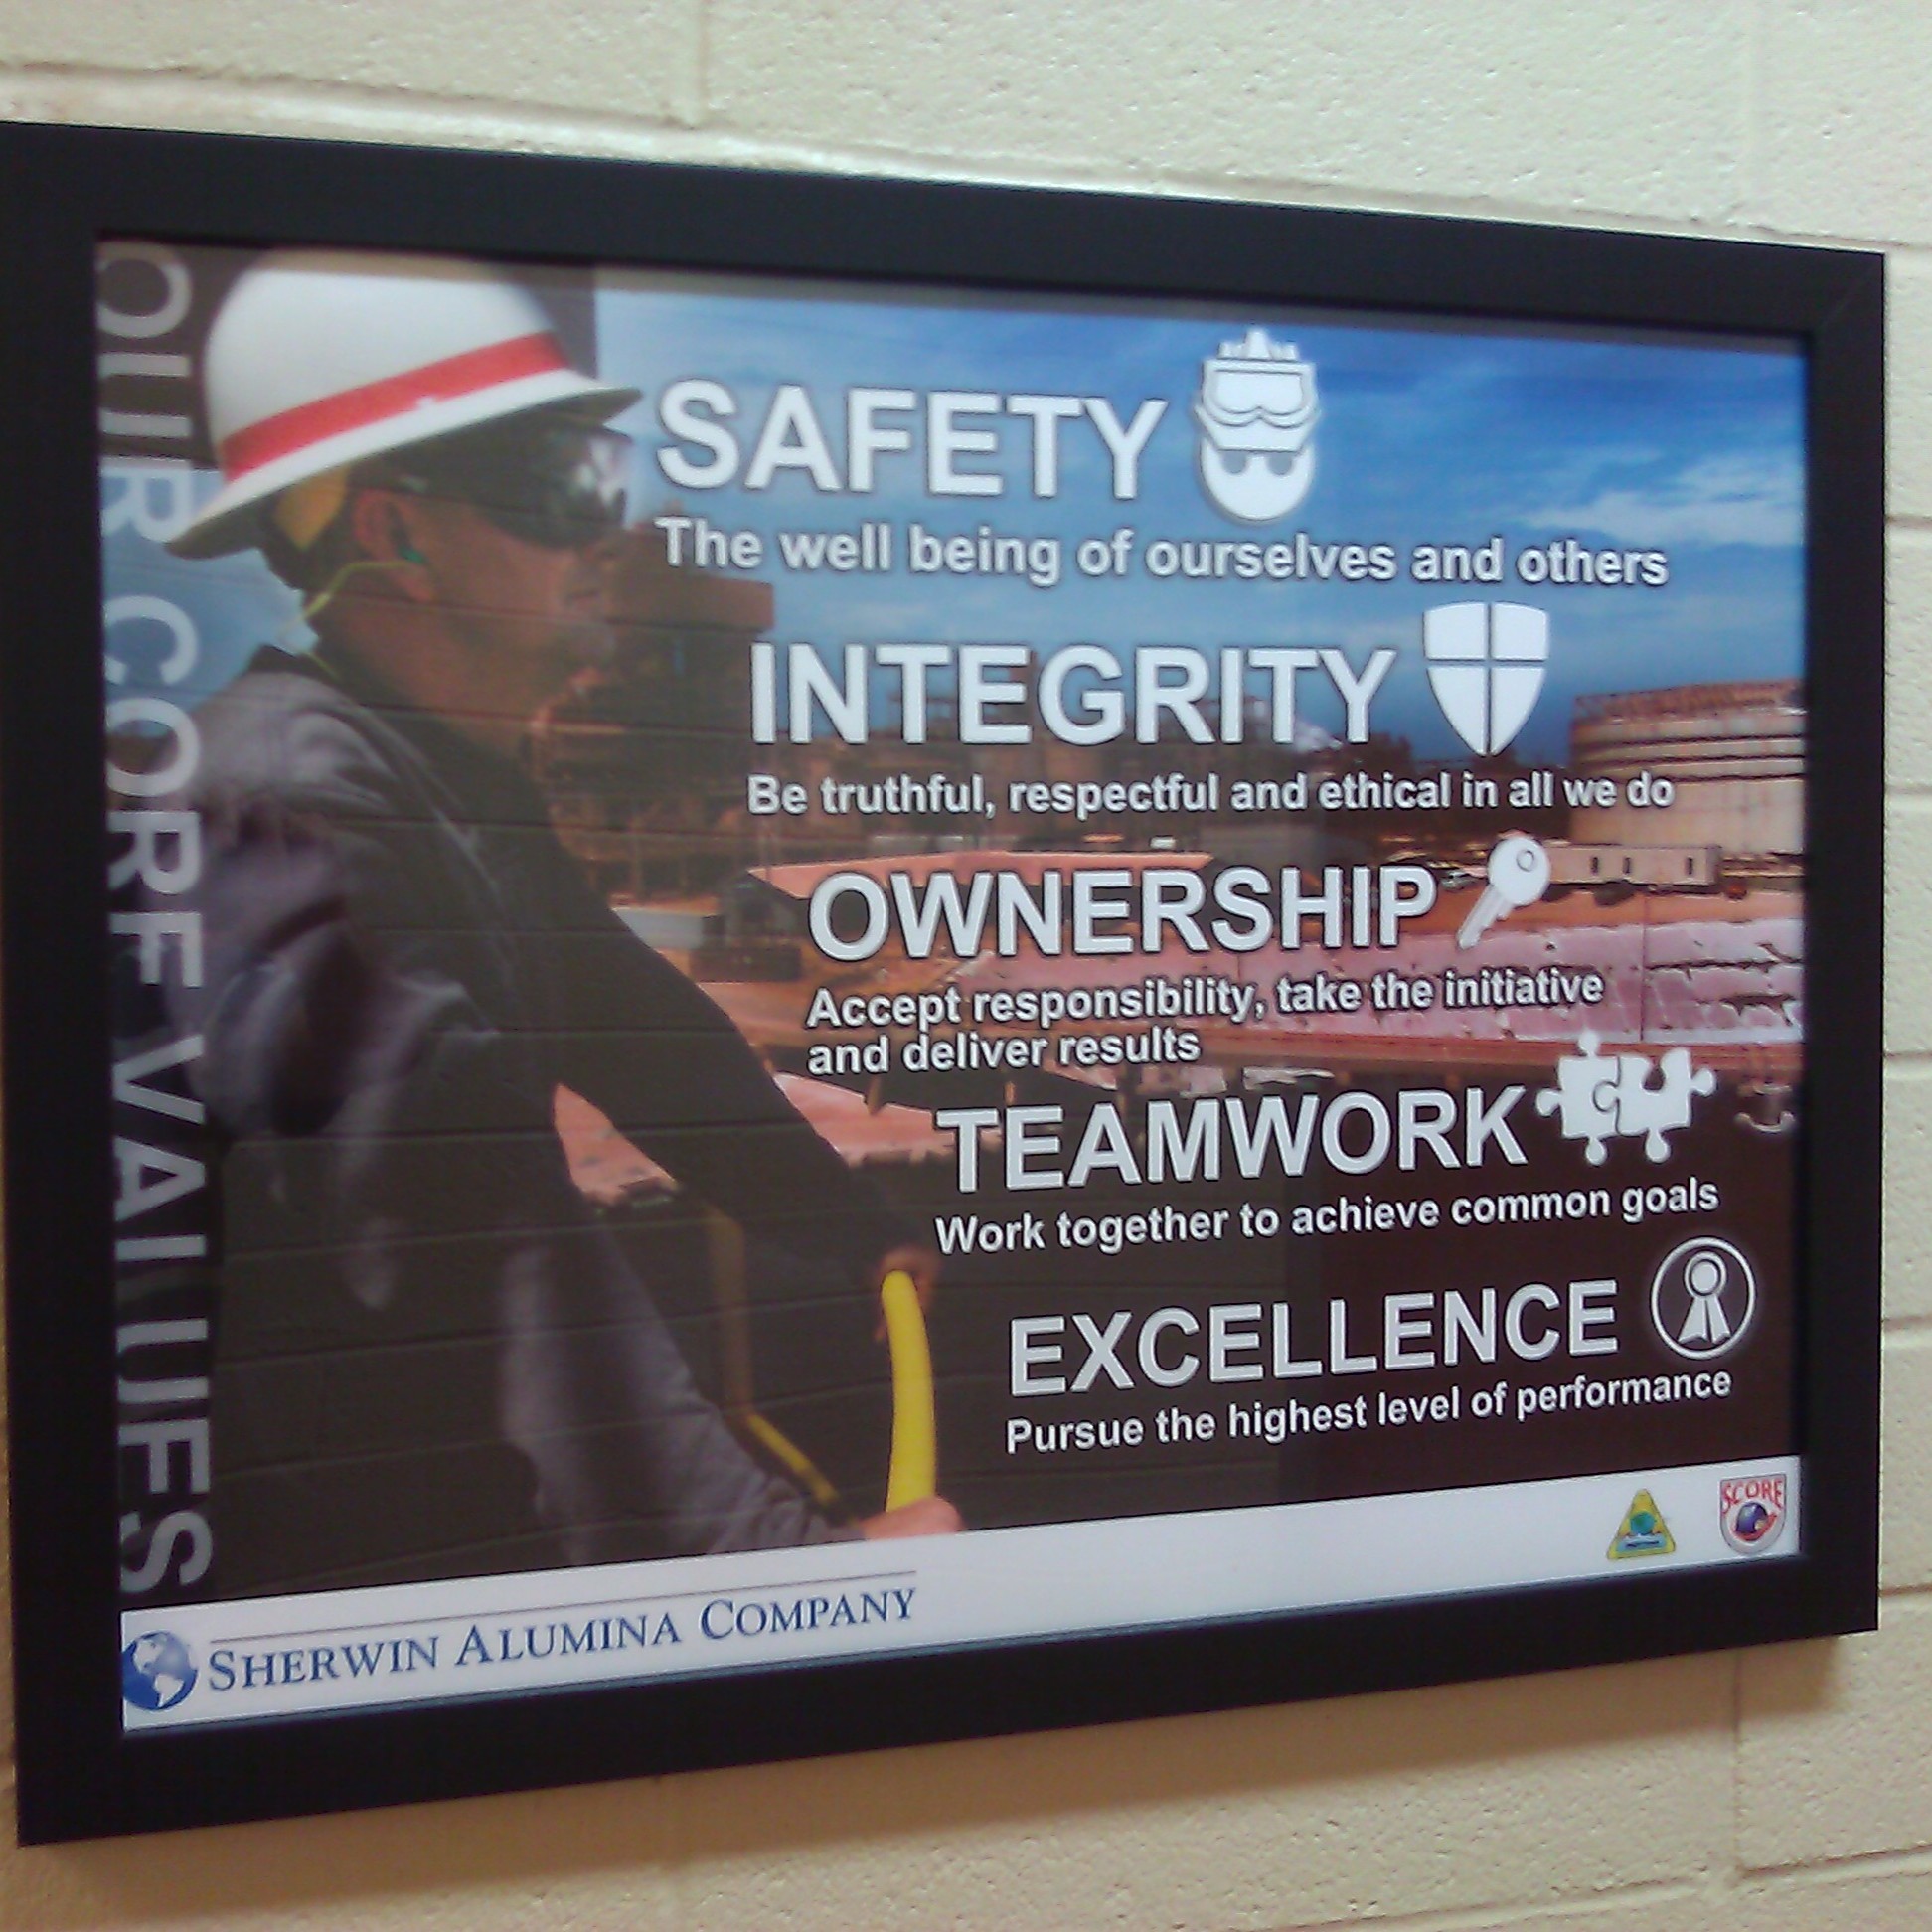 OUR CORE VALUES
SAFETY
The well being of ourselves and others
INTEGRITY
Be truthful, respectful and ethical in all we do
OWNERSHIP
Accept responsibility, take the initiative
and deliver results
TEAMWORK
Work together to achieve common goals
EXCELLENCE
Pursue the highest level of performance
SHERWIN ALUMINA COMPANY
SCORE